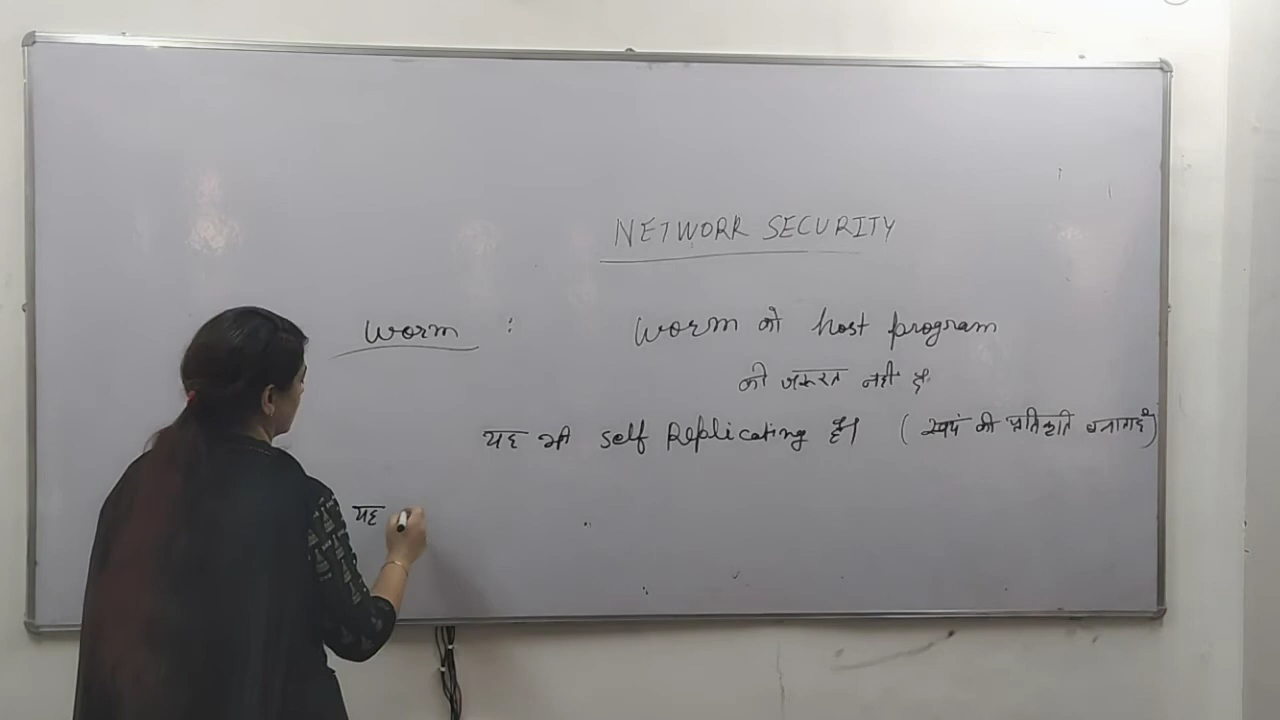 NETWORK SECURITY
Worm : Worm को host program
की जरूरत नहीं है
यह भी self Replicating है। ( स्वयं की प्रतिकृति बनाना है)
यह